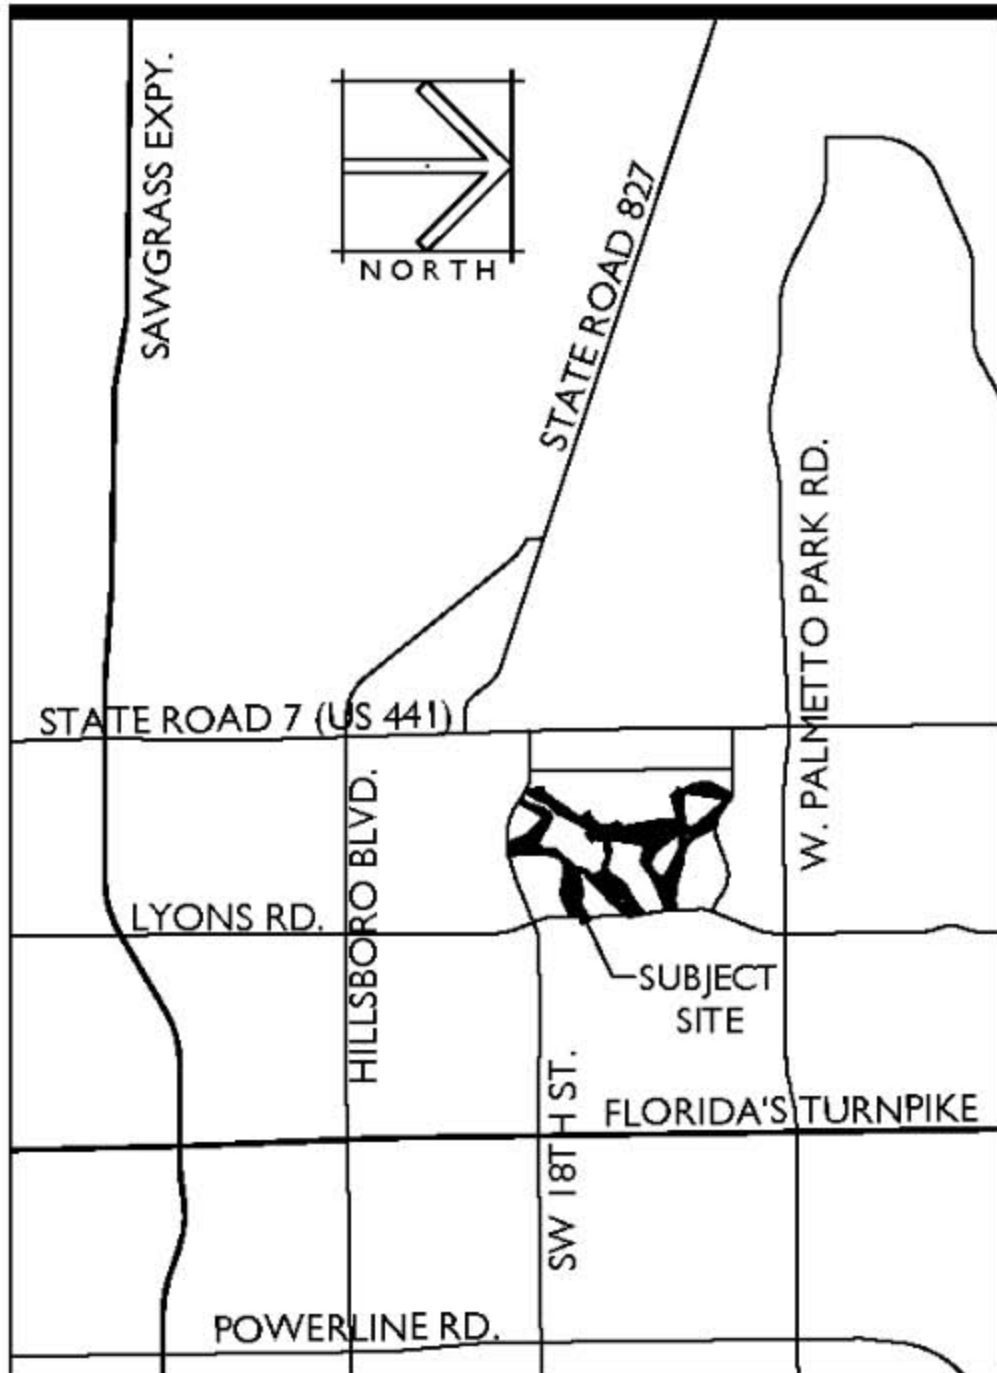 SAWGRASS EXPY.
NORTH
STATE ROAD 827
W. PALMETTO PARK RD.
STATE ROAD 7 (US 441)
HILLSBORO BLVD.
LYONS RD.
SUBJECT
SITE
SW 18TH ST.
FLORIDA'S TURNPIKE
POWERLINE RD.